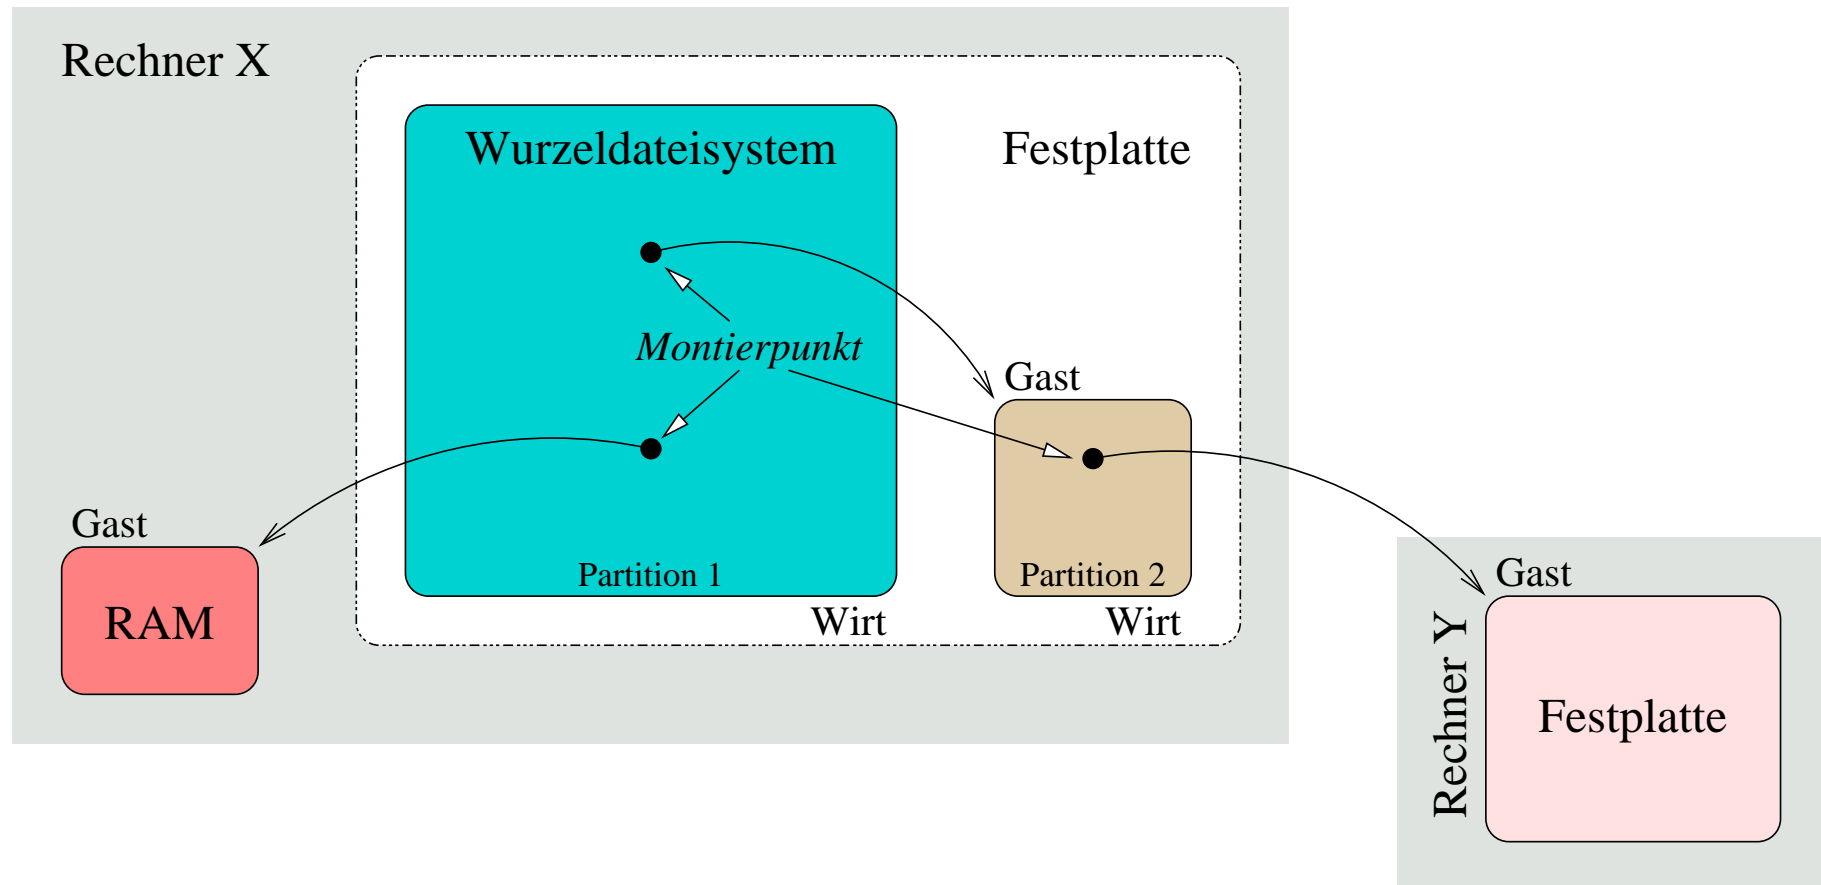 Rechner X
Wurzeldateisystem
Festplatte
Montierpunkt
Gast
Gast
RAM
Partition 1
Partition 2
Wirt
Wirt
Gast
Rechner Y
Festplatte